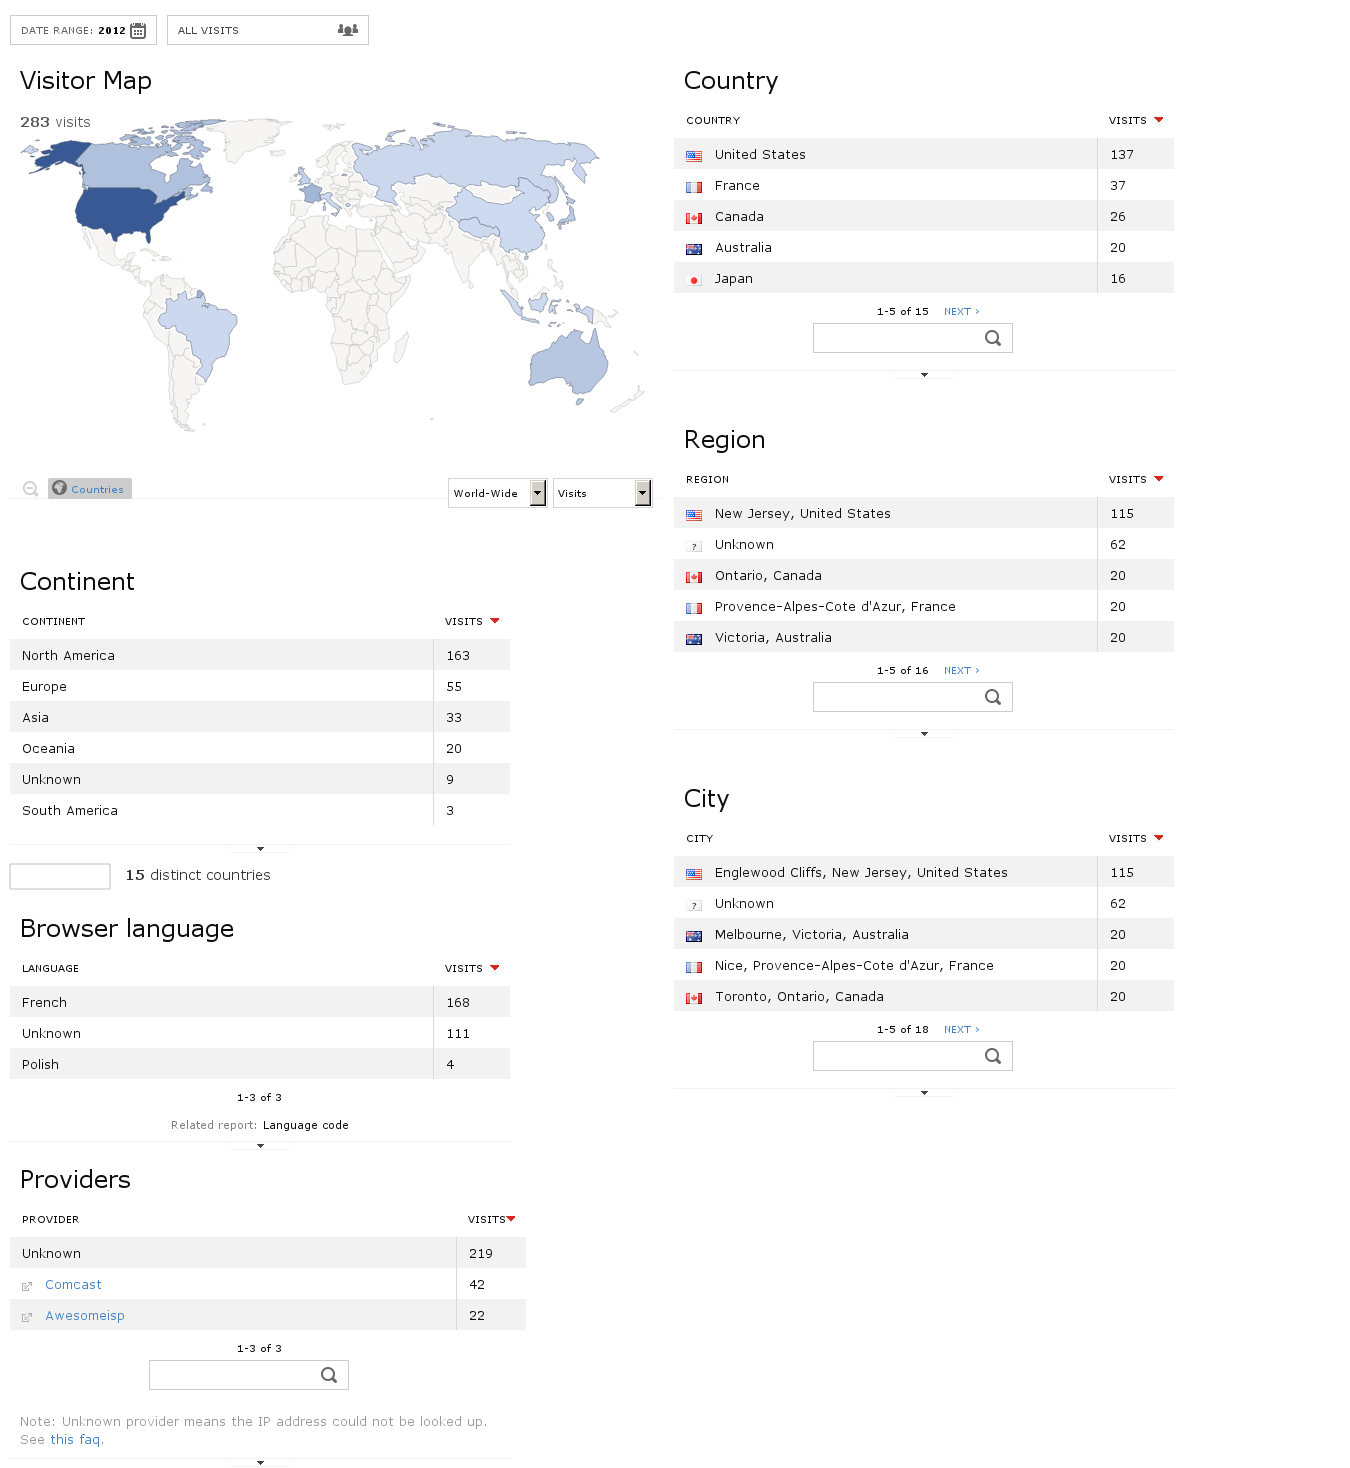 DATE RANGE: 2012
ALL VISITS
Visitor Map
283 visits
Countries
World-Wide
Visits
Continent
CONTINENT VISITS
North America 163
Europe 55
Asia 33
Oceania 20
Unknown 9
South America 3
15 distinct countries
Browser language
LANGUAGE VISITS
French 168
Unknown 111
Polish 4
1-3 of 3
Related report: Language code
Providers
PROVIDER VISITS
Unknown 219
Comcast 42
Awesomeisp 22
1-3 of 3
Note: Unknown provider means the IP address could not be looked up.
See this faq.
Country
COUNTRY VISITS
United States 137
France 37
Canada 26
Australia 20
Japan 16
1-5 of 15 NEXT ›
Region
REGION VISITS
New Jersey, United States 115
? Unknown 62
Ontario, Canada 20
Provence-Alpes-Cote d'Azur, France 20
Victoria, Australia 20
1-5 of 16 NEXT ›
City
CITY VISITS
Englewood Cliffs, New Jersey, United States 115
? Unknown 62
Melbourne, Victoria, Australia 20
Nice, Provence-Alpes-Cote d'Azur, France 20
Toronto, Ontario, Canada 20
1-5 of 18 NEXT ›